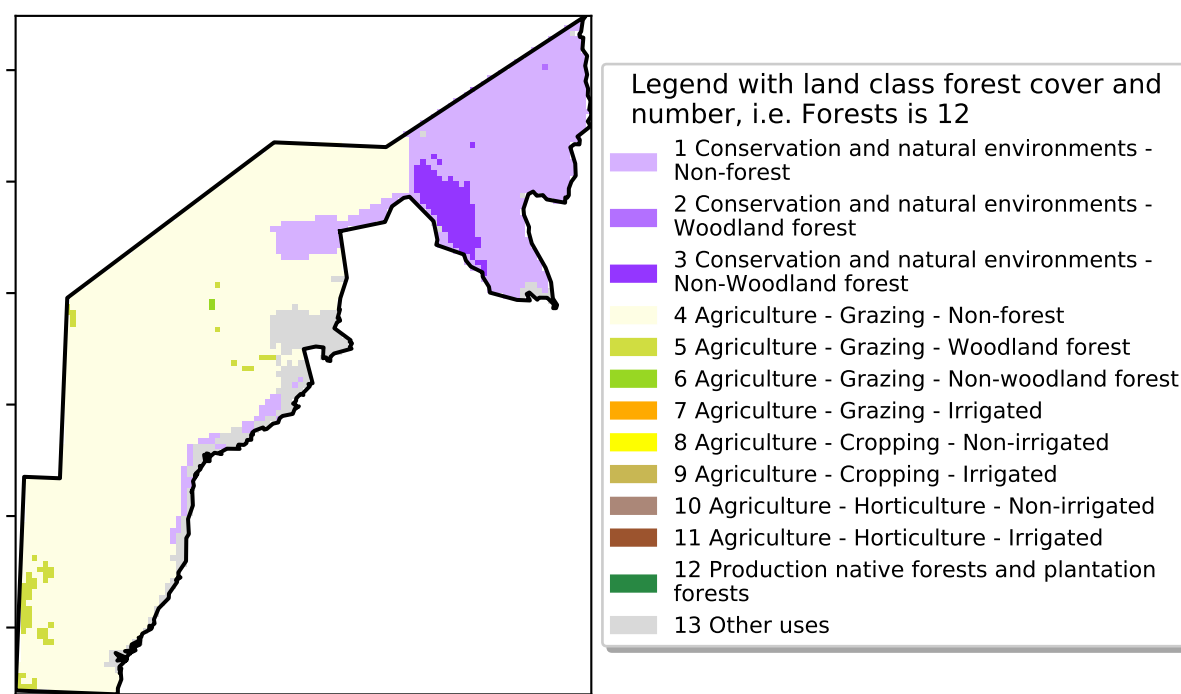 Legend with land class forest cover and
number, i.e. Forests is 12
1 Conservation and natural environments -
Non-forest
2 Conservation and natural environments -
Woodland forest
3 Conservation and natural environments -
Non-Woodland forest
4 Agriculture - Grazing - Non-forest
5 Agriculture - Grazing - Woodland forest
6 Agriculture - Grazing - Non-woodland forest
7 Agriculture - Grazing - Irrigated
8 Agriculture - Cropping - Non-irrigated
9 Agriculture - Cropping - Irrigated
10 Agriculture - Horticulture - Non-irrigated
11 Agriculture - Horticulture - Irrigated
12 Production native forests and plantation
forests
13 Other uses